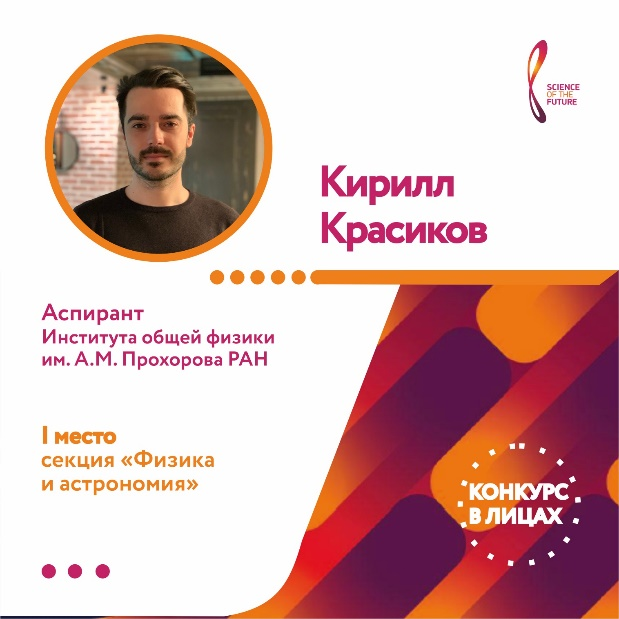 SCIENCE
OF THE
FUTURE
Кирилл
Красиков
Аспирант
Института общей физики
им. А.М. Прохорова РАН
I место
секция «Физика
и астрономия»
КОНКУРС
В ЛИЦАХ